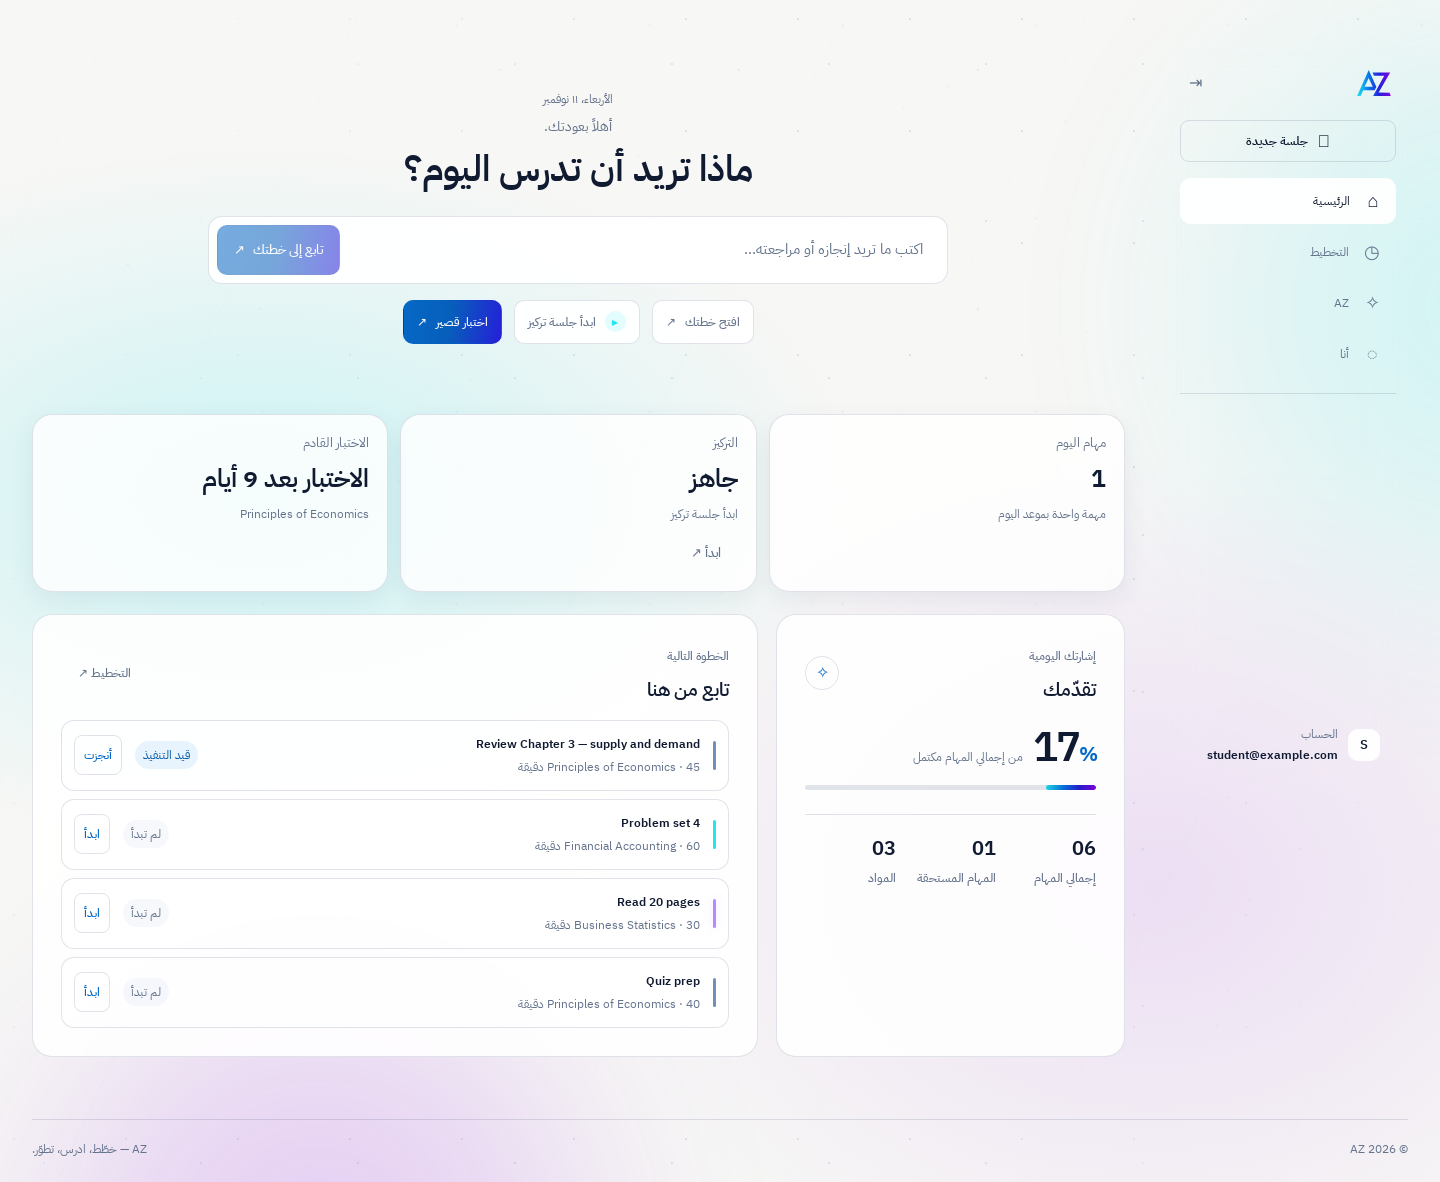 AZ
جلسة جديدة
الرئيسية
التخطيط
AZ
أنا
الحساب
S
student@example.com
الأربعاء، ١١ نوفمبر
أهلاً بعودتك.
ماذا تريد أن تدرس اليوم؟
اكتب ما تريد إنجازه أو مراجعته...
تابع إلى خطتك ↗
افتح خطتك ↗
ابدأ جلسة تركيز
اختبار قصير ↗
مهام اليوم
1
مهمة واحدة بموعد اليوم
التركيز
جاهز
ابدأ جلسة تركيز
ابدأ ↗
الاختبار القادم
الاختبار بعد 9 أيام
Principles of Economics
إشارتك اليومية
تقدّمك
17%
من إجمالي المهام مكتمل
06
إجمالي المهام
01
المهام المستحقة
03
المواد
الخطوة التالية
تابع من هنا
التخطيط ↗
Review Chapter 3 — supply and demand
Principles of Economics · 45 دقيقة
قيد التنفيذ
أنجزت
Problem set 4
Financial Accounting · 60 دقيقة
لم تبدأ
ابدأ
Read 20 pages
Business Statistics · 30 دقيقة
لم تبدأ
ابدأ
Quiz prep
Principles of Economics · 40 دقيقة
لم تبدأ
ابدأ
© 2026 AZ
AZ — خطّط، ادرس، تطوّر.